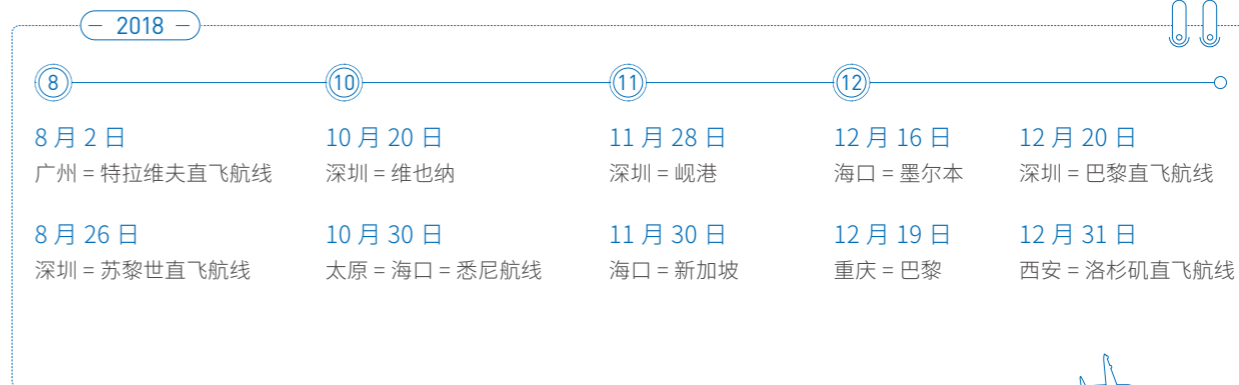 — 2018 —
8
10
11
12
8 月 2 日
广州 = 特拉维夫直飞航线
8 月 26 日
深圳 = 苏黎世直飞航线
10 月 20 日
深圳 = 维也纳
10 月 30 日
太原 = 海口 = 悉尼航线
11 月 28 日
深圳 = 岘港
11 月 30 日
海口 = 新加坡
12 月 16 日
海口 = 墨尔本
12 月 19 日
重庆 = 巴黎
12 月 20 日
深圳 = 巴黎直飞航线
12 月 31 日
西安 = 洛杉矶直飞航线